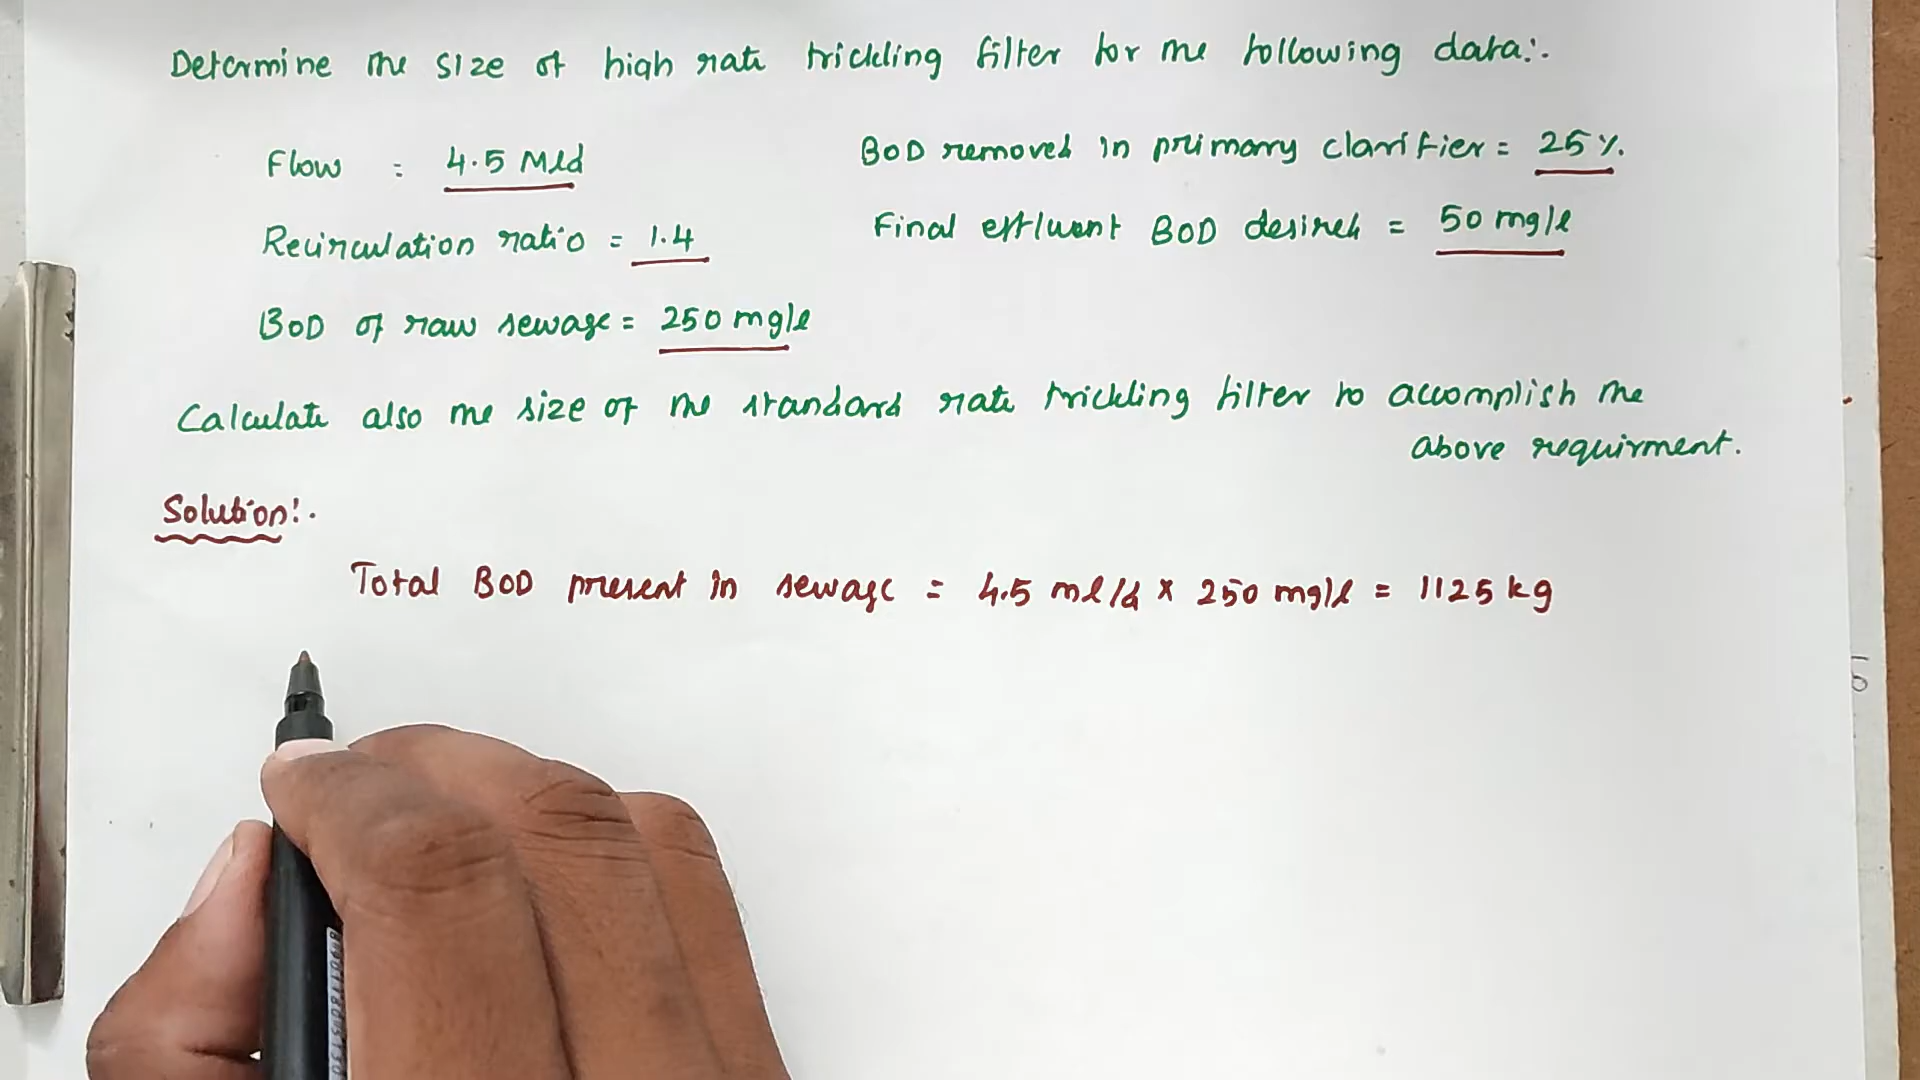 Determine the size of high rate trickling filter for the following data:.
Flow : 4.5 Mld
BOD removed in primary clarifier = 25 %.
Recirculation ratio = 1.4
Final effluent BOD desired = 50 mg/l
BOD of raw sewage = 250 mg/l
Calculate also the size of the standard rate trickling filter to accomplish the
above requirment.
Solution:.
Total BOD present in sewage = 4.5 ml/d x 250 mg/l = 1125 kg